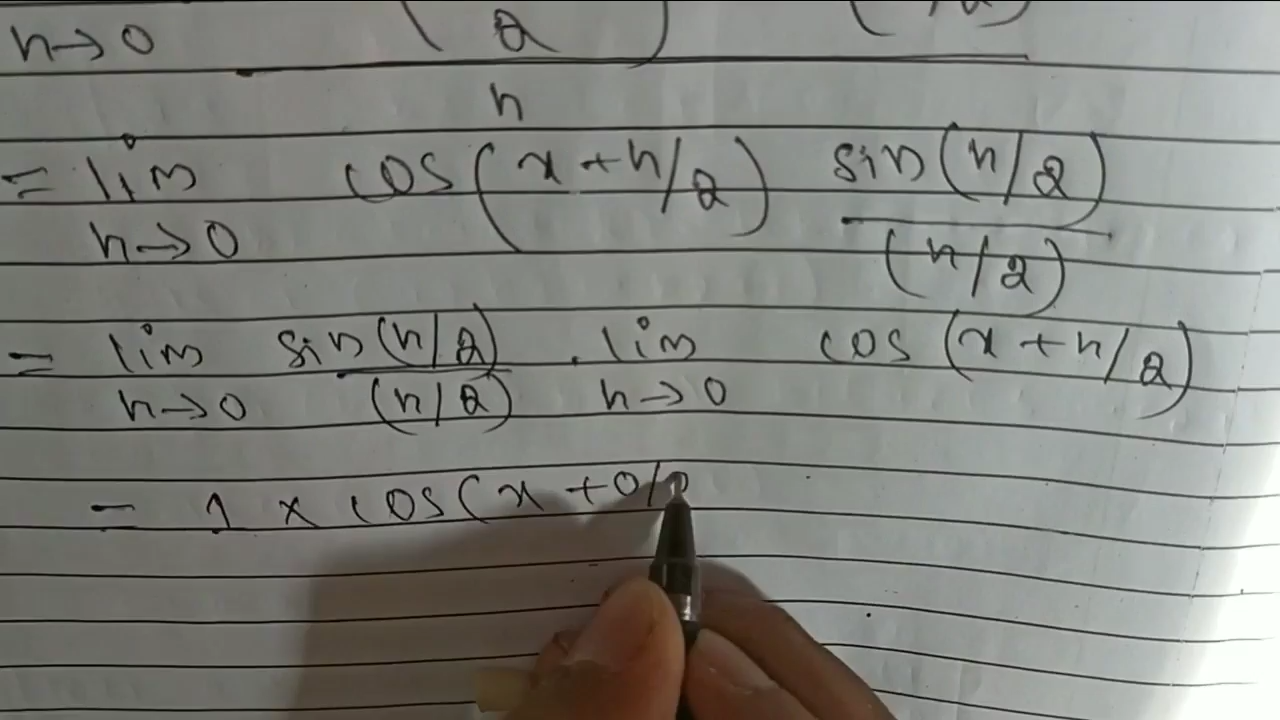 h→0 ( 2 )
h
= lim cos(x+h/2) sin(h/2)
h→0 (h/2)
= lim sin(h/2) . lim cos(x+h/2)
h→0 (h/2) h→0
= 1 × cos(x+0/